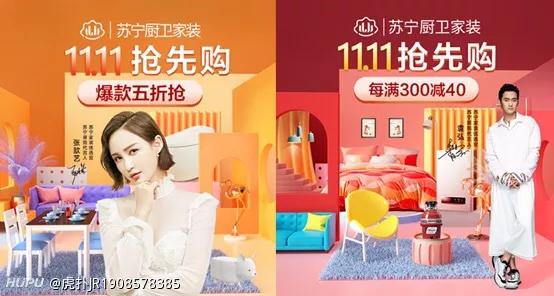 苏宁厨卫家装
11.11抢先购
爆款五折抢
张歆艺
苏宁厨卫家装
11.11抢先购
每满300减40
袁弘
HUPU @虎扑JR1908578385